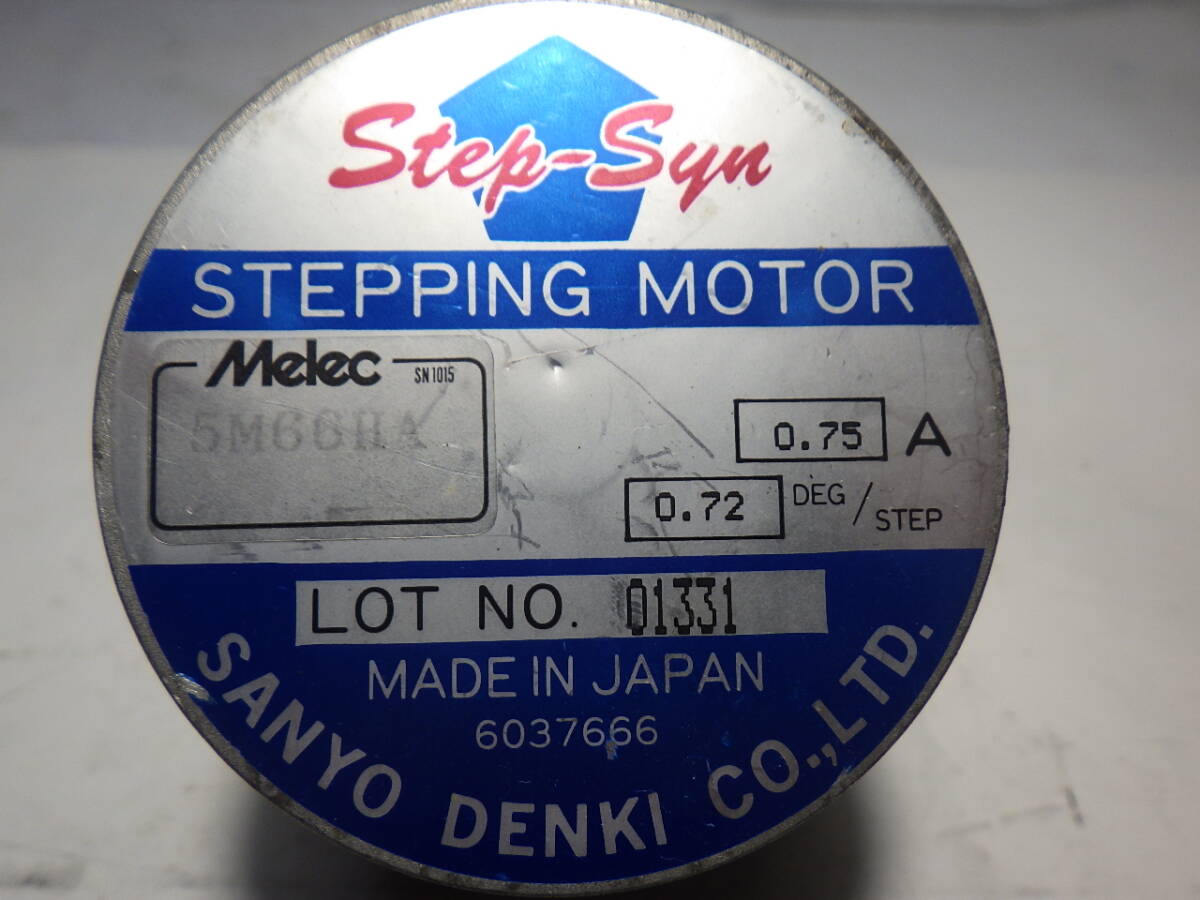 Step-Syn
STEPPING MOTOR
Melec SN1015
5M66HA
0.75 A
0.72 DEG/STEP
LOT NO. 01331
MADE IN JAPAN
6037666
SANYO DENKI CO.,LTD.